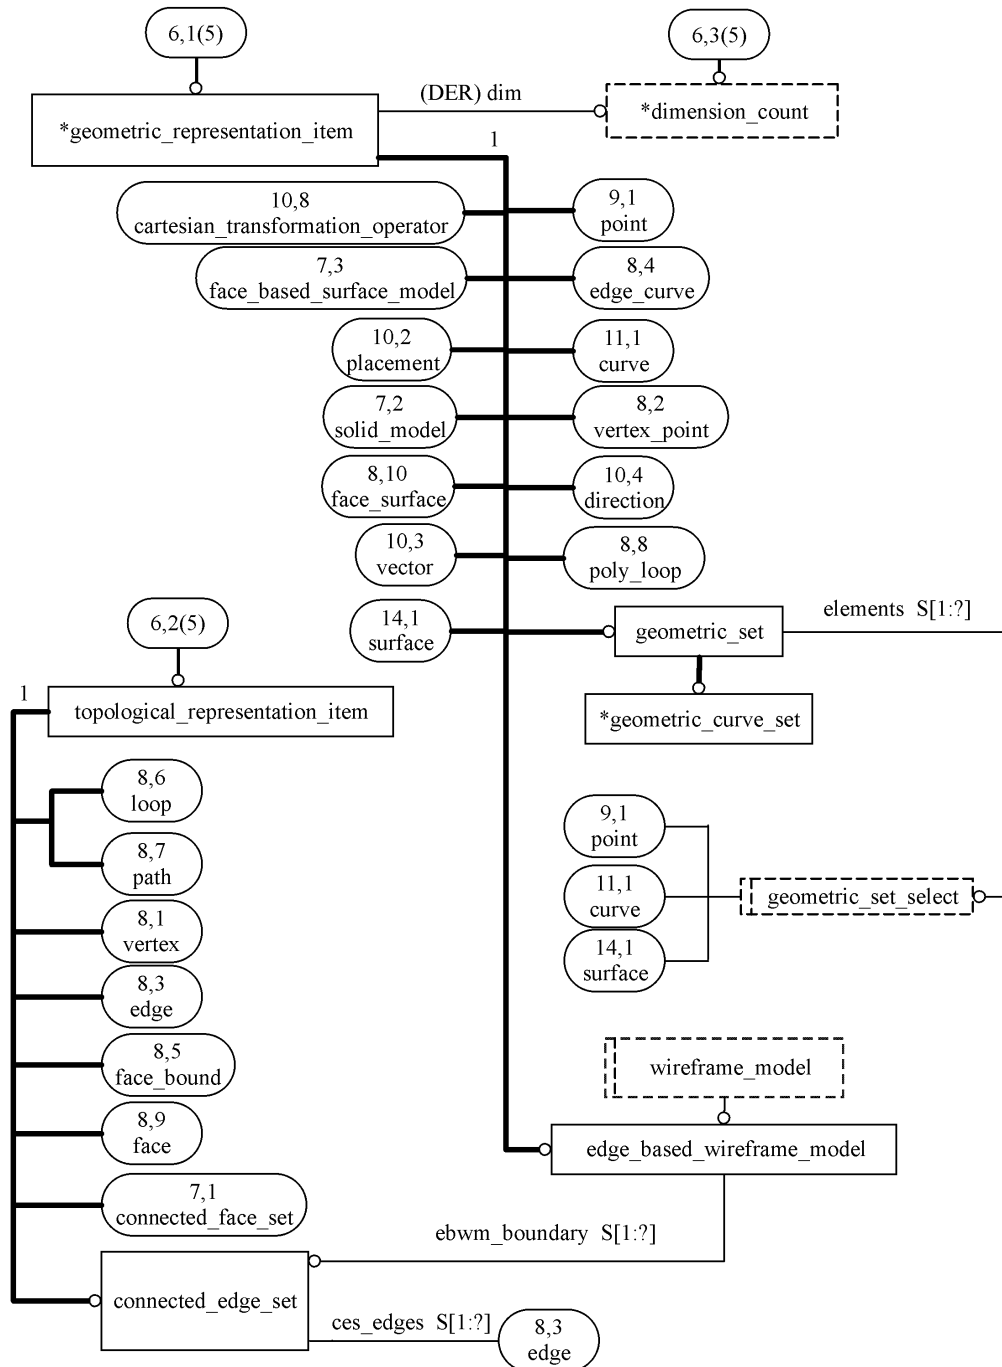 6,1(5)
6,3(5)
(DER) dim
*geometric_representation_item
*dimension_count
1
10,8
cartesian_transformation_operator
9,1
point
7,3
face_based_surface_model
8,4
edge_curve
10,2
placement
11,1
curve
7,2
solid_model
8,2
vertex_point
8,10
face_surface
10,4
direction
10,3
vector
8,8
poly_loop
14,1
surface
geometric_set
elements S[1:?]
6,2(5)
1
topological_representation_item
*geometric_curve_set
8,6
loop
8,7
path
8,1
vertex
8,3
edge
8,5
face_bound
8,9
face
7,1
connected_face_set
9,1
point
11,1
curve
14,1
surface
geometric_set_select
wireframe_model
edge_based_wireframe_model
ebwm_boundary S[1:?]
connected_edge_set
ces_edges S[1:?]
8,3
edge